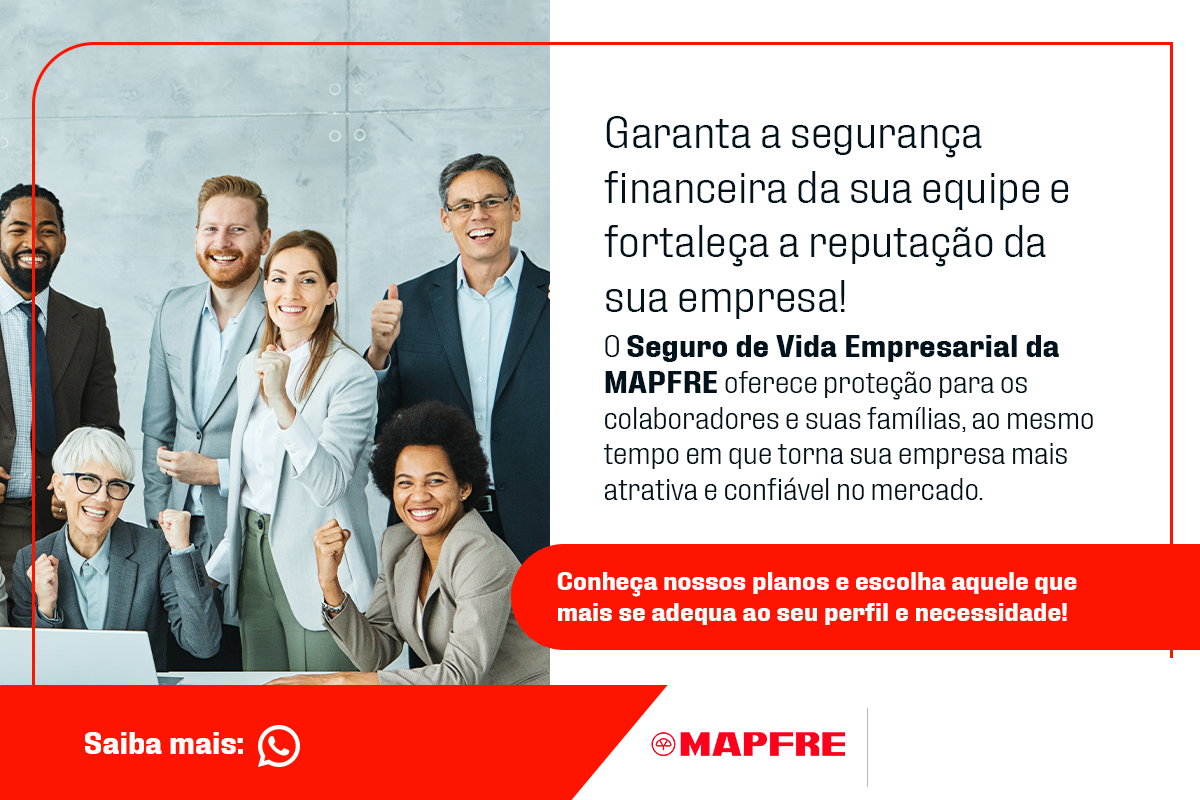 Garanta a segurança
financeira da sua equipe e
fortaleça a reputação da
sua empresa!
O Seguro de Vida Empresarial da
MAPFRE oferece proteção para os
colaboradores e suas famílias, ao mesmo
tempo em que torna sua empresa mais
atrativa e confiável no mercado.
Conheça nossos planos e escolha aquele que
mais se adequa ao seu perfil e necessidade!
Saiba mais:
MAPFRE